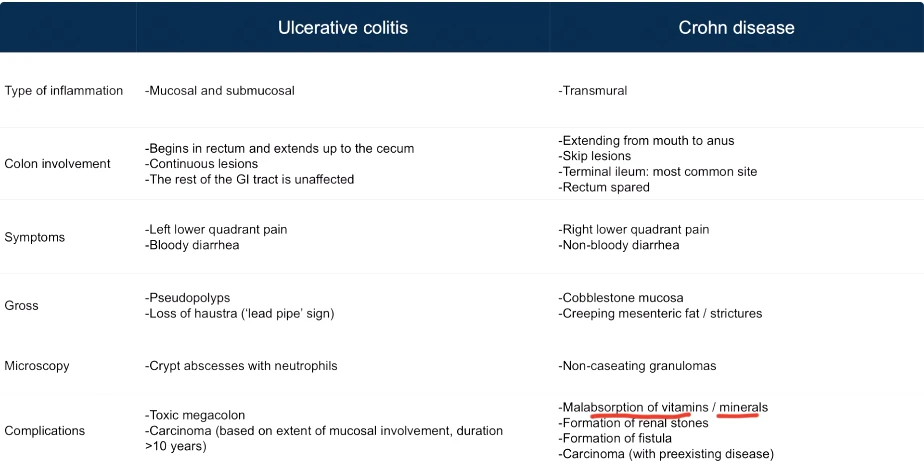 Ulcerative colitis Crohn disease
Type of inflammation -Mucosal and submucosal -Transmural
Colon involvement
-Begins in rectum and extends up to the cecum
-Continuous lesions
-The rest of the GI tract is unaffected
-Extending from mouth to anus
-Skip lesions
-Terminal ileum: most common site
-Rectum spared
Symptoms
-Left lower quadrant pain
-Bloody diarrhea
-Right lower quadrant pain
-Non-bloody diarrhea
Gross
-Pseudopolyps
-Loss of haustra (‘lead pipe’ sign)
-Cobblestone mucosa
-Creeping mesenteric fat / strictures
Microscopy -Crypt abscesses with neutrophils -Non-caseating granulomas
Complications
-Toxic megacolon
-Carcinoma (based on extent of mucosal involvement, duration
>10 years)
-Malabsorption of vitamins / minerals
-Formation of renal stones
-Formation of fistula
-Carcinoma (with preexisting disease)